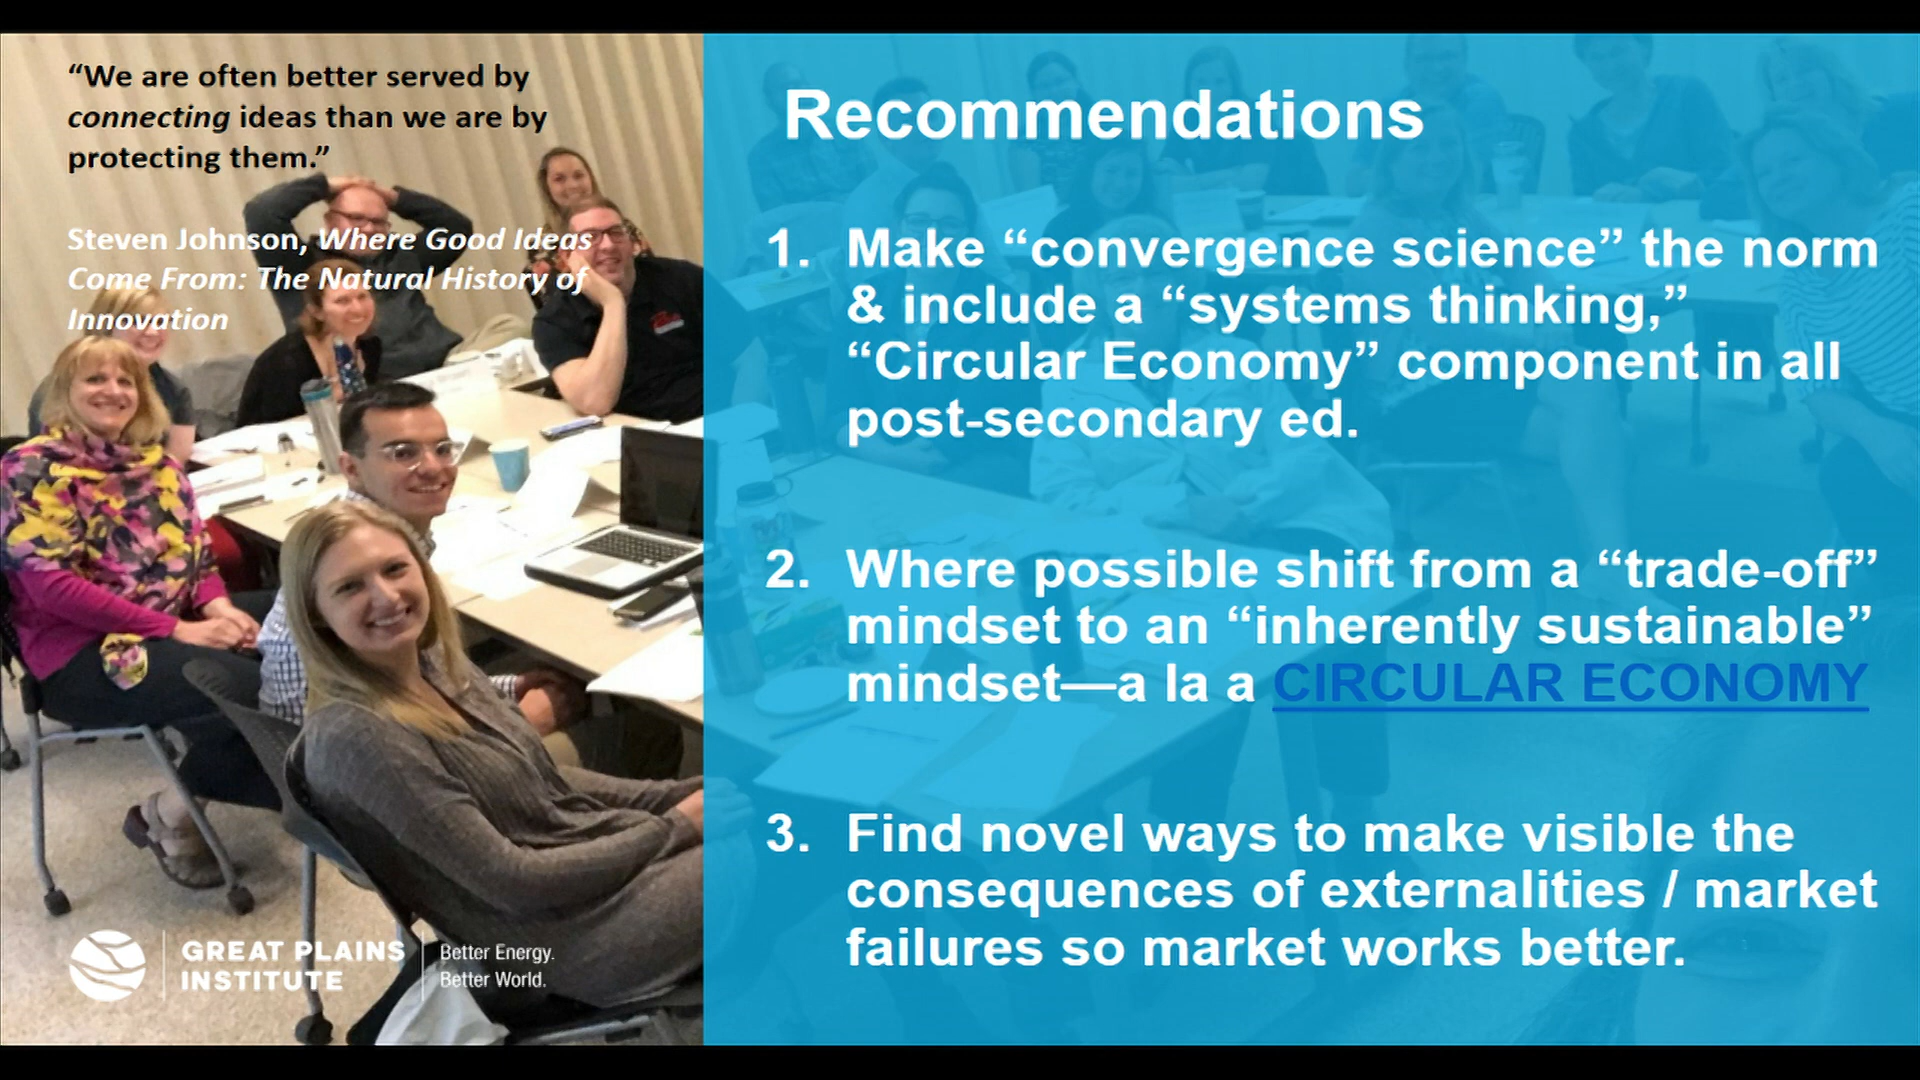 “We are often better served by
connecting ideas than we are by
protecting them.”
Steven Johnson, Where Good Ideas
Come From: The Natural History of
Innovation
GREAT PLAINS
INSTITUTE
Better Energy.
Better World.
Recommendations
1. Make “convergence science” the norm
& include a “systems thinking,”
“Circular Economy” component in all
post-secondary ed.
2. Where possible shift from a “trade-off”
mindset to an “inherently sustainable”
mindset—a la a CIRCULAR ECONOMY
3. Find novel ways to make visible the
consequences of externalities / market
failures so market works better.